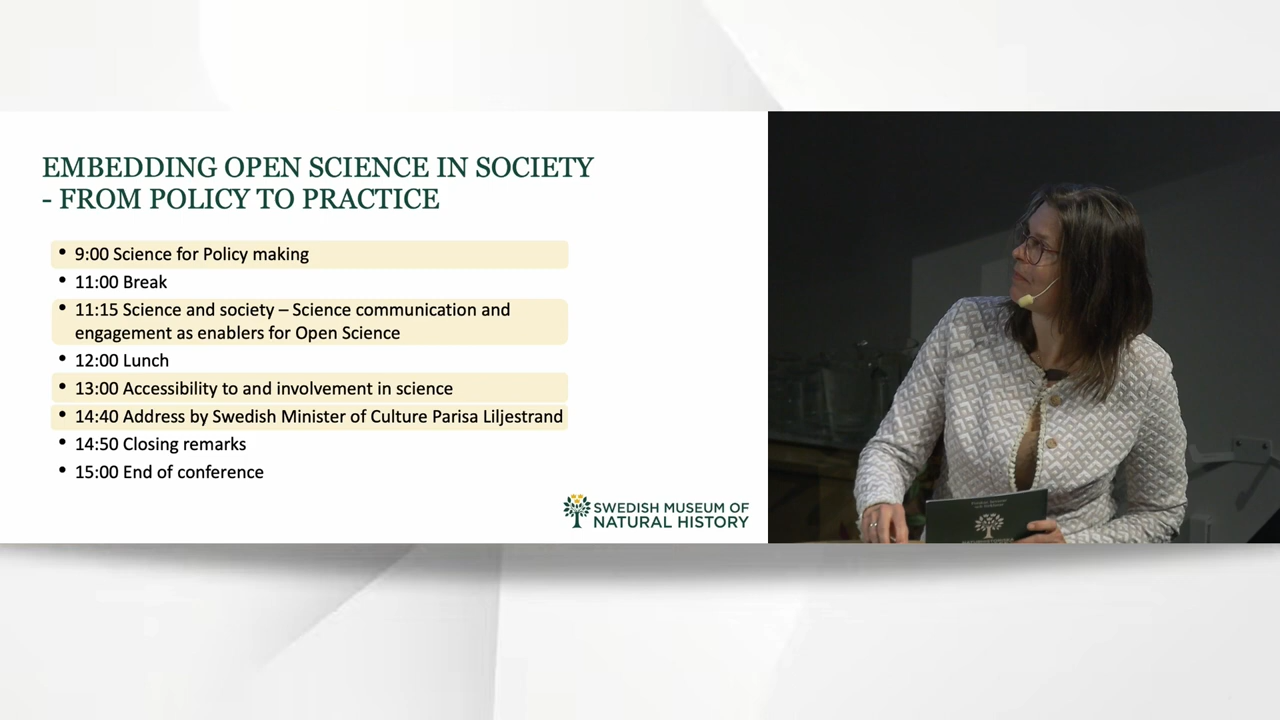 EMBEDDING OPEN SCIENCE IN SOCIETY
- FROM POLICY TO PRACTICE
• 9:00 Science for Policy making
• 11:00 Break
• 11:15 Science and society – Science communication and
engagement as enablers for Open Science
• 12:00 Lunch
• 13:00 Accessibility to and involvement in science
• 14:40 Address by Swedish Minister of Culture Parisa Liljestrand
• 14:50 Closing remarks
• 15:00 End of conference
SWEDISH MUSEUM OF
NATURAL HISTORY